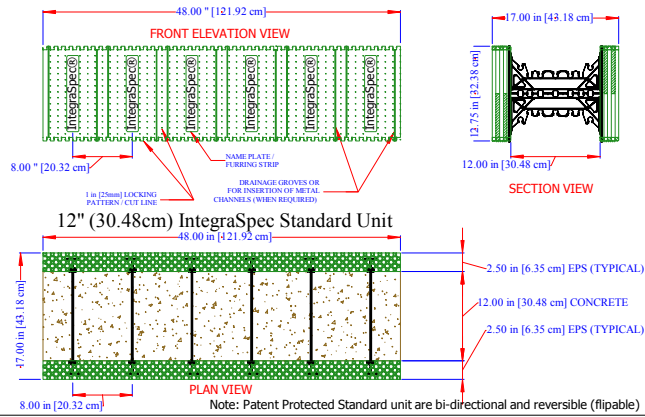 48.00 " [121.92 cm]
17.00 in [43.18 cm]
FRONT ELEVATION VIEW
IntegraSpec®
IntegraSpec®
IntegraSpec®
IntegraSpec®
IntegraSpec®
IntegraSpec®
12.75 in [32.38 cm]
8.00 " [20.32 cm]
NAME PLATE /
FURRING STRIP
12.00 in [30.48 cm]
1 in [25mm] LOCKING
PATTERN / CUT LINE
DRAINAGE GROVES OR
FOR INSERTION OF METAL
CHANNELS (WHEN REQUIRED)
SECTION VIEW
12" (30.48cm) IntegraSpec Standard Unit
48.00 in [121.92 cm]
17.00 in [43.18 cm]
2.50 in [6.35 cm] EPS (TYPICAL)
12.00 in [30.48 cm] CONCRETE
2.50 in [6.35 cm] EPS (TYPICAL)
PLAN VIEW
8.00 in [20.32 cm]
Note: Patent Protected Standard unit are bi-directional and reversible (flipable)